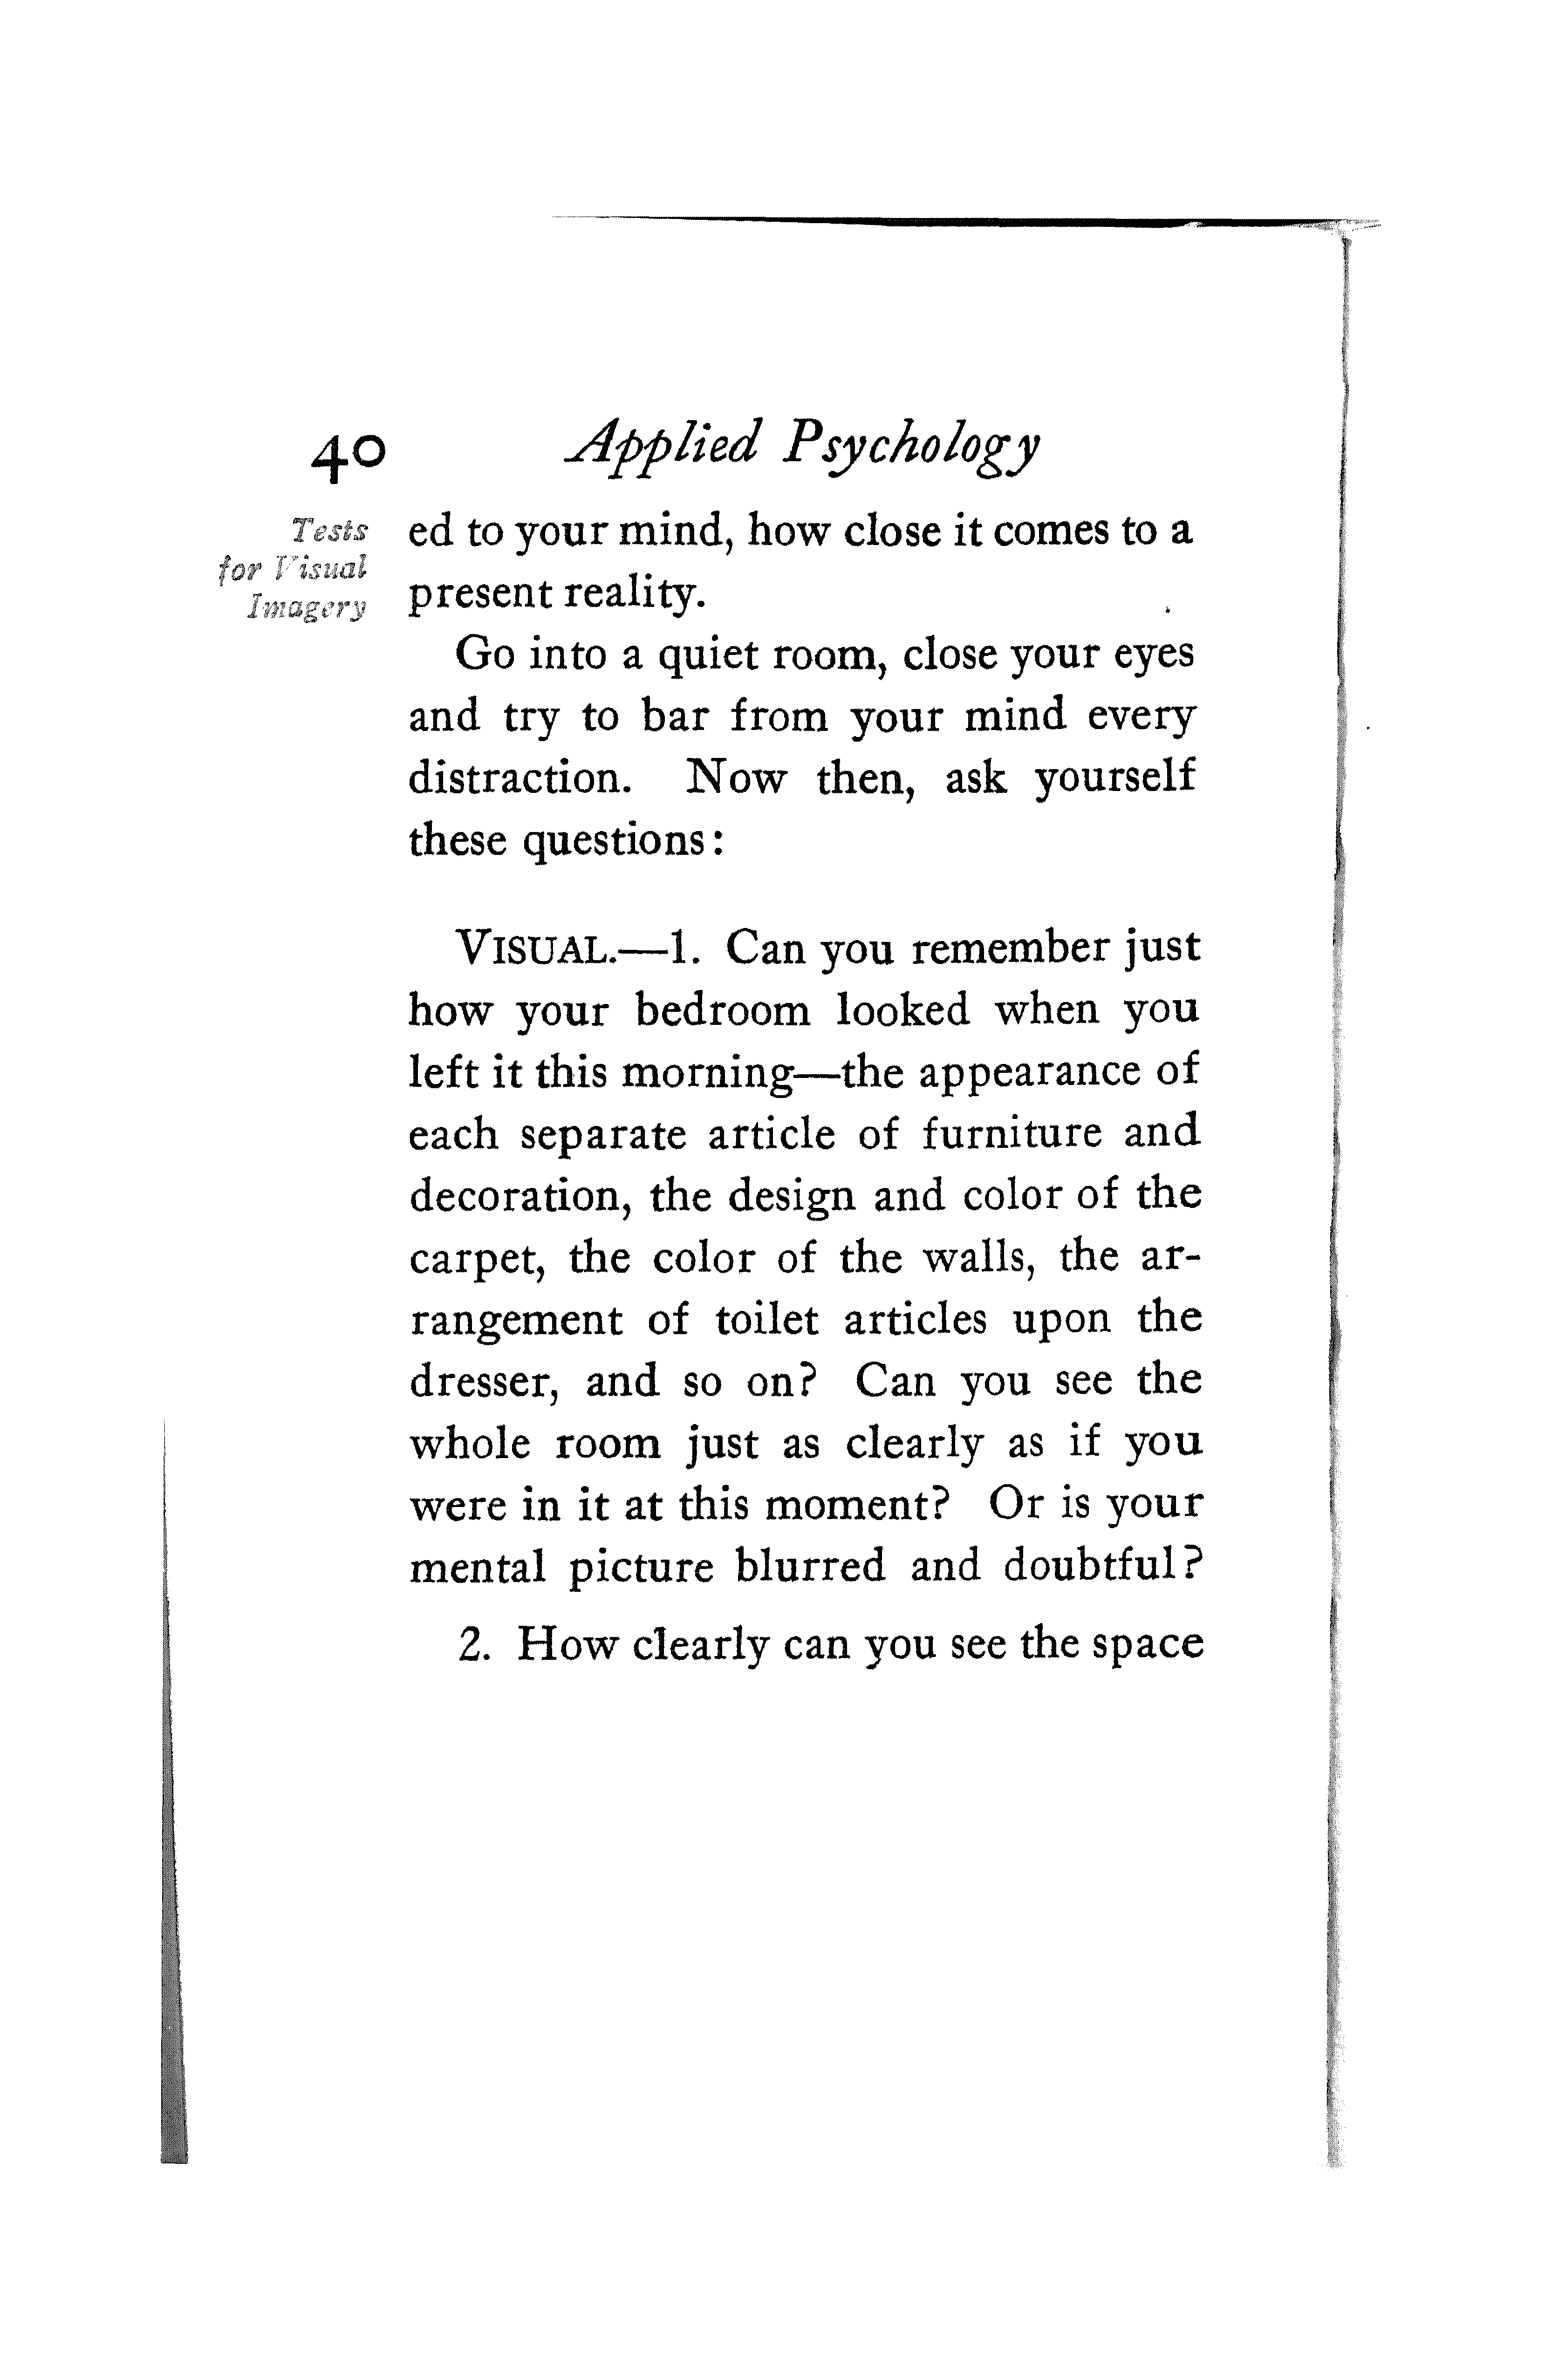 40
Applied Psychology
Tests
for Visual
Imagery
ed to your mind, how close it comes to a
present reality.
Go into a quiet room, close your eyes
and try to bar from your mind every
distraction. Now then, ask yourself
these questions:
VISUAL.—1. Can you remember just
how your bedroom looked when you
left it this morning—the appearance of
each separate article of furniture and
decoration, the design and color of the
carpet, the color of the walls, the ar-
rangement of toilet articles upon the
dresser, and so on? Can you see the
whole room just as clearly as if you
were in it at this moment? Or is your
mental picture blurred and doubtful?
2. How clearly can you see the space